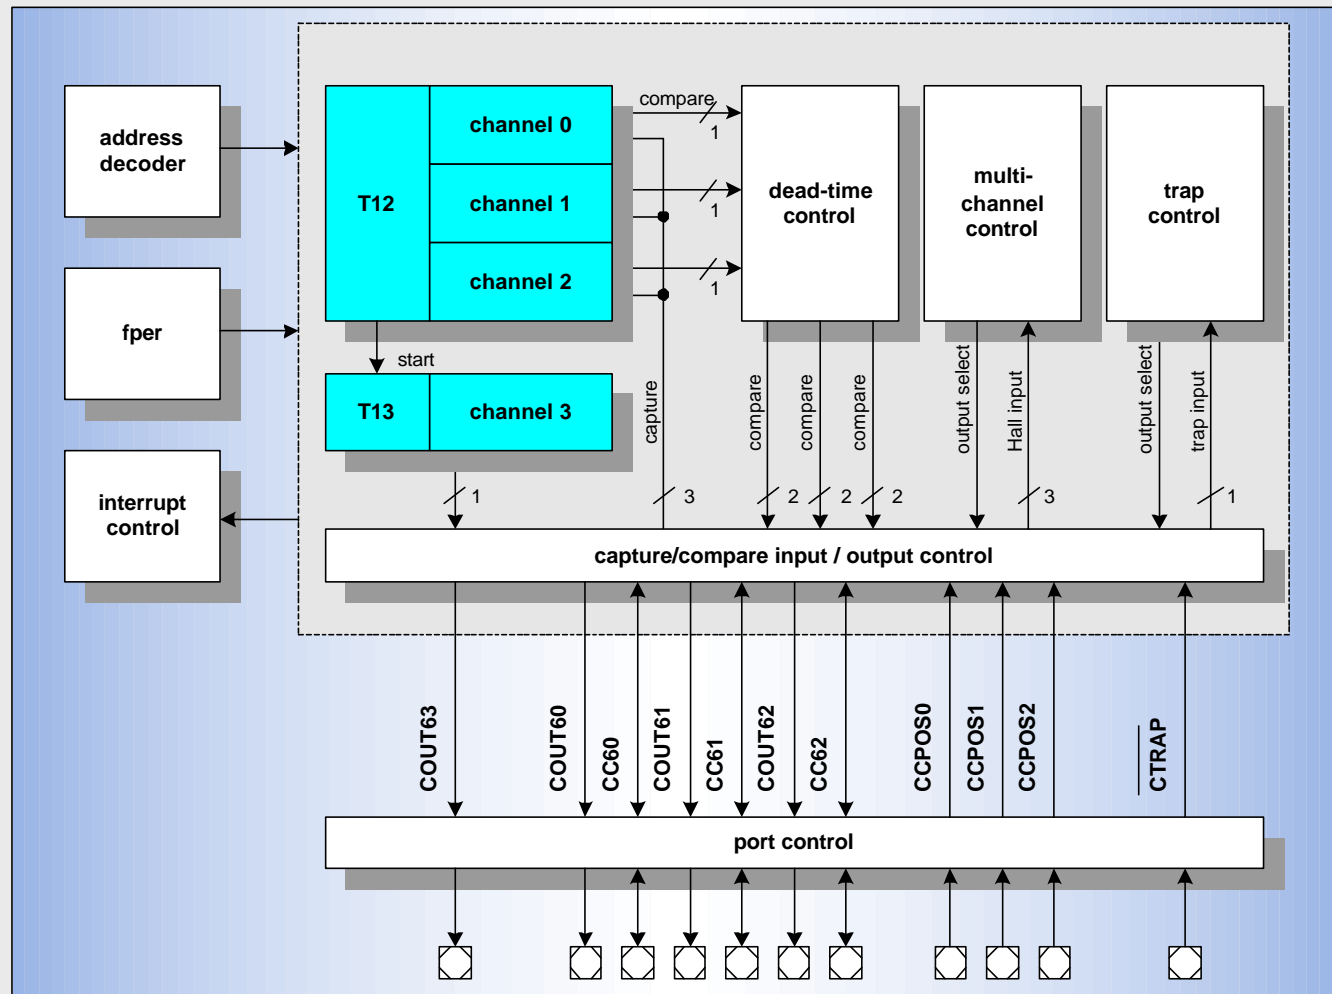 address
decoder
fper
interrupt
control
T12
channel 0
channel 1
channel 2
start
T13
channel 3
compare
1
1
1
dead-time
control
multi-
channel
control
trap
control
capture
compare
compare
compare
output select
Hall input
output select
trap input
1
3
2
2
2
3
1
capture/compare input / output control
COUT63
COUT60
CC60
COUT61
CC61
COUT62
CC62
CCPOS0
CCPOS1
CCPOS2
CTRAP
port control